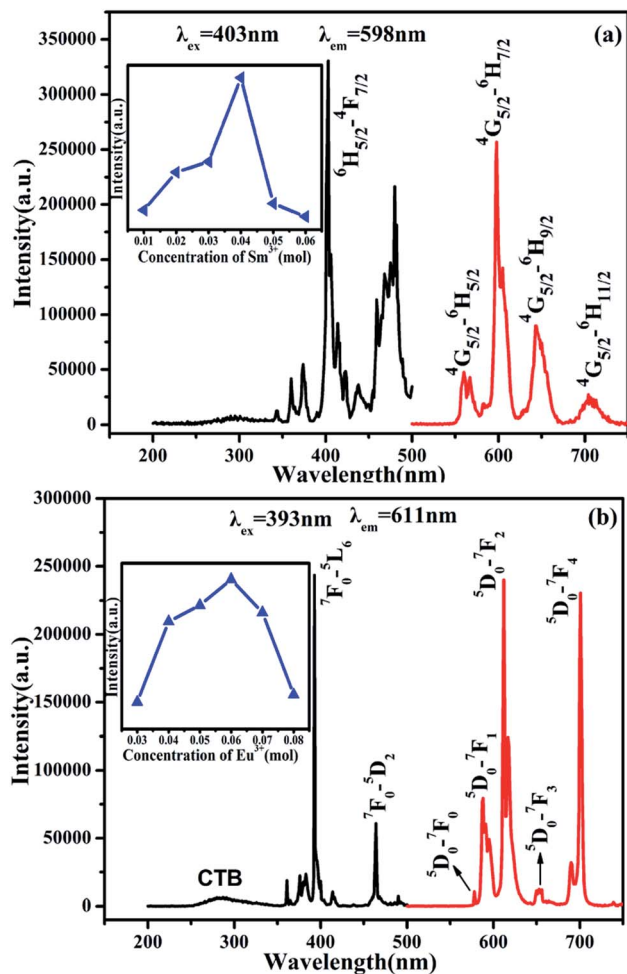 λex=403nm λem=598nm (a)
350000
300000
250000
200000
150000
100000
50000
0
Intensity(a.u.)
Intensity(a.u.)
0.01 0.02 0.03 0.04 0.05 0.06
Concentration of Sm³⁺(mol)
⁶H₅/₂-⁴F₇/₂
⁴G₅/₂-⁶H₅/₂
⁴G₅/₂-⁶H₇/₂
⁴G₅/₂-⁶H₉/₂
⁴G₅/₂-⁶H₁₁/₂
200 300 400 500 600 700
Wavelength(nm)
λex=393nm λem=611nm (b)
300000
250000
200000
150000
100000
50000
0
Intensity(a.u.)
Intensity(a.u.)
0.03 0.04 0.05 0.06 0.07 0.08
Concentration of Eu³⁺(mol)
CTB
⁷F₀-⁵L₆
⁷F₀-⁵D₂
⁵D₀-⁷F₀
⁵D₀-⁷F₁
⁵D₀-⁷F₂
⁵D₀-⁷F₃
⁵D₀-⁷F₄
200 300 400 500 600 700
Wavelength(nm)